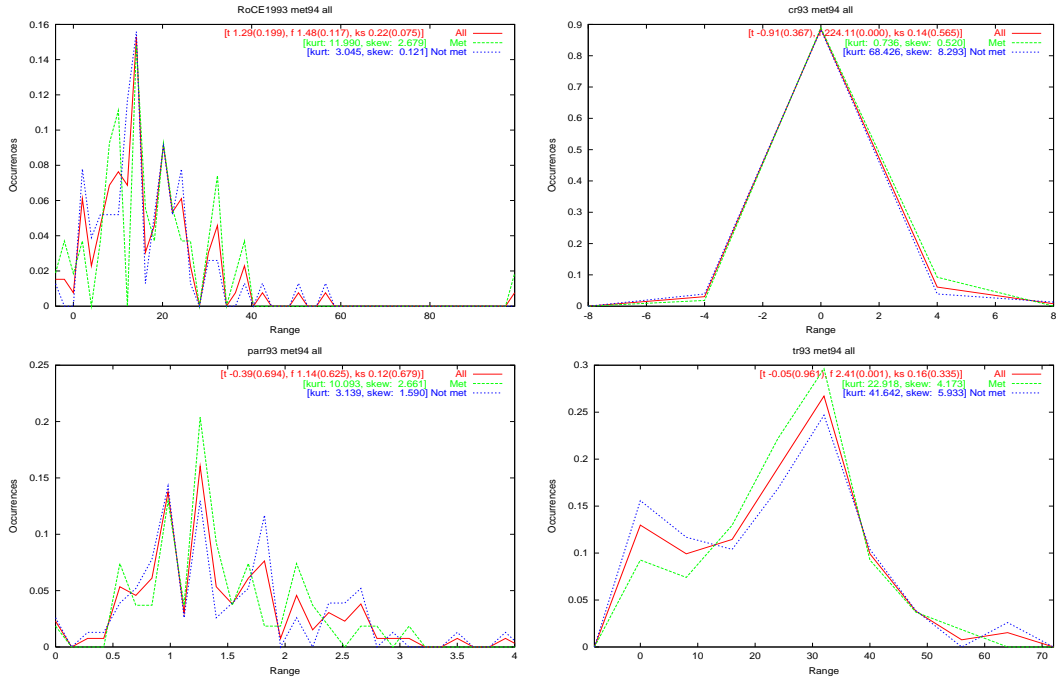 RoCE1993 met94 all
[t 1.29(0.199), f 1.48(0.117), ks 0.22(0.075)] All
[kurt: 11.990, skew: 2.679] Met
[kurt: 3.045, skew: 0.121] Not met
0.16
0.14
0.12
0.1
0.08
0.06
0.04
0.02
0
Occurrences
0 20 40 60 80
Range
cr93 met94 all
[t -0.91(0.367), f 224.11(0.000), ks 0.14(0.565)] All
[kurt: 0.736, skew: 0.520] Met
[kurt: 68.426, skew: 8.293] Not met
0.9
0.8
0.7
0.6
0.5
0.4
0.3
0.2
0.1
0
Occurrences
-8 -6 -4 -2 0 2 4 6 8
Range
parr93 met94 all
[t -0.39(0.694), f 1.14(0.625), ks 0.12(0.679)] All
[kurt: 10.093, skew: 2.661] Met
[kurt: 3.139, skew: 1.590] Not met
0.25
0.2
0.15
0.1
0.05
0
Occurrences
0 0.5 1 1.5 2 2.5 3 3.5 4
Range
tr93 met94 all
[t -0.05(0.961), f 2.41(0.001), ks 0.16(0.335)] All
[kurt: 22.918, skew: 4.173] Met
[kurt: 41.642, skew: 5.933] Not met
0.3
0.25
0.2
0.15
0.1
0.05
0
Occurrences
0 10 20 30 40 50 60 70
Range